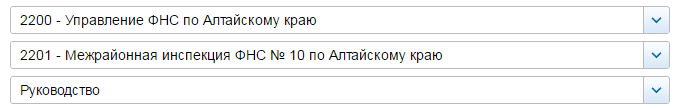 2200 - Управление ФНС по Алтайскому краю
2201 - Межрайонная инспекция ФНС № 10 по Алтайскому краю
Руководство